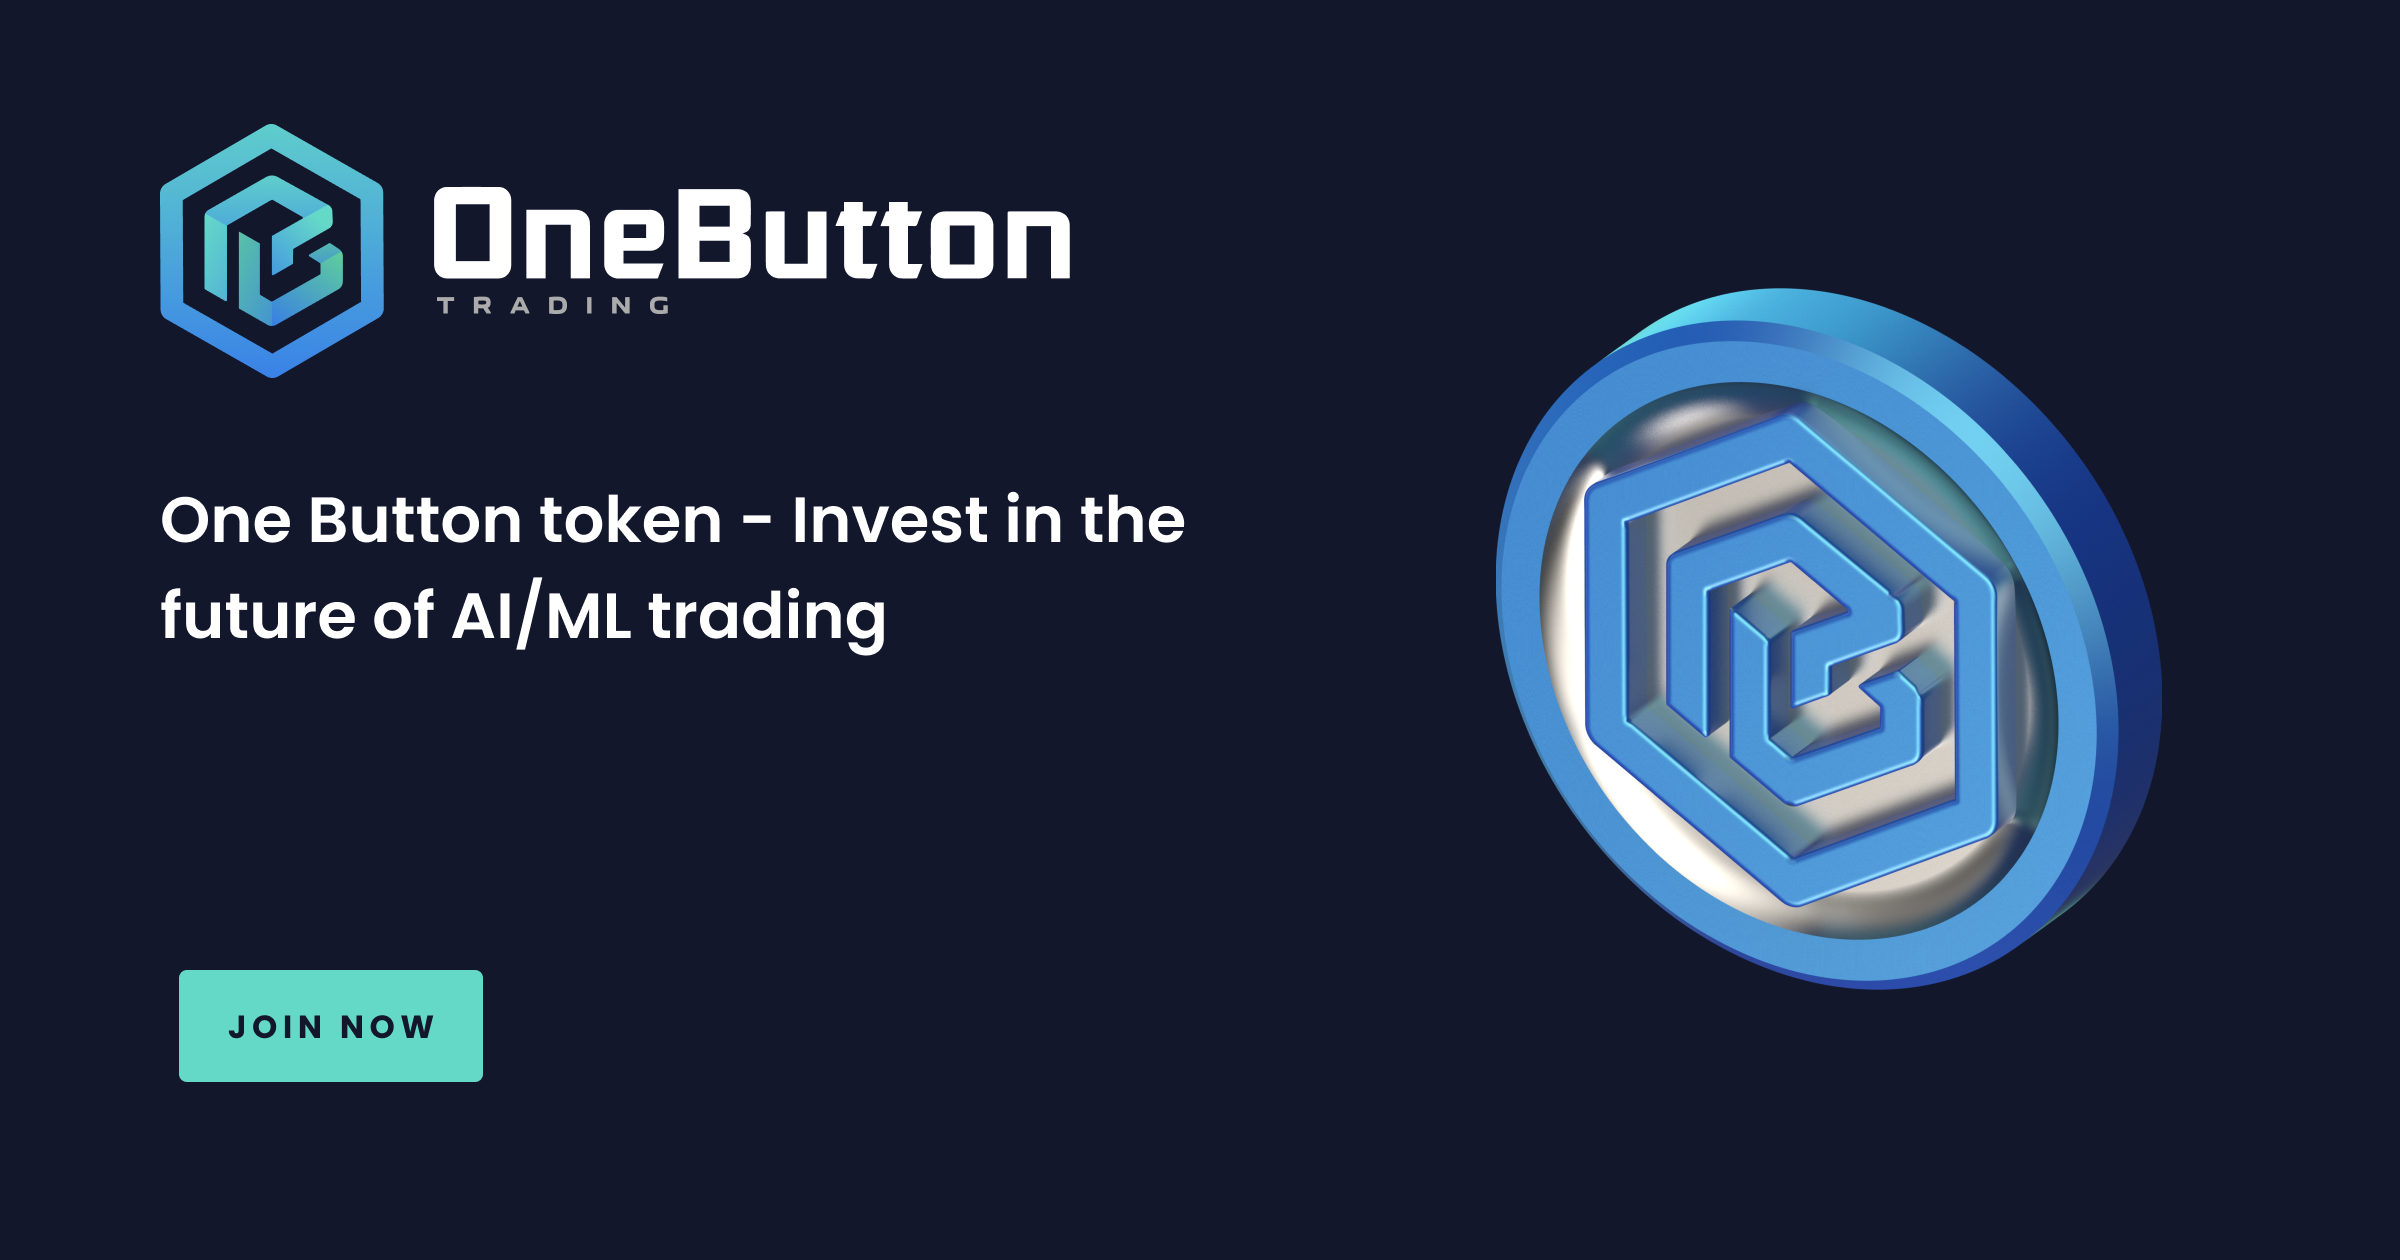 OneButton
TRADING
One Button token - Invest in the
future of AI/ML trading
JOIN NOW